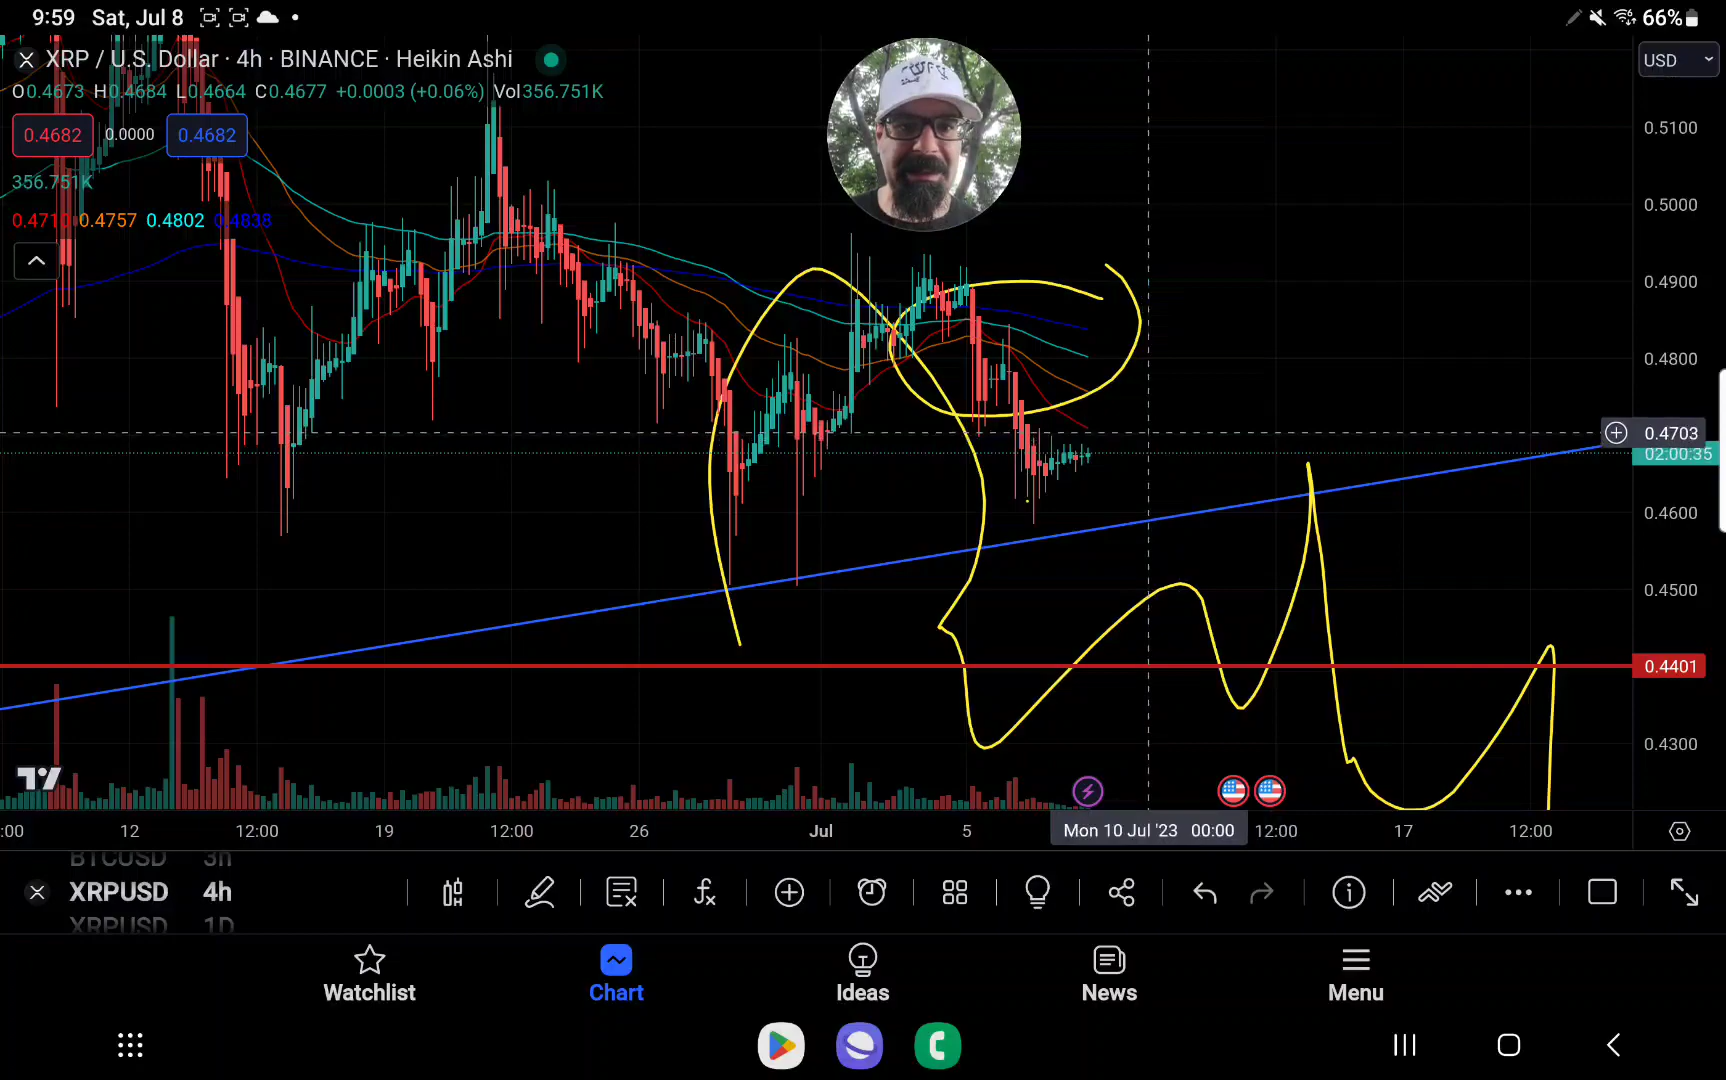 9:59 Sat, Jul 8 66%
XRP / U.S. Dollar · 4h · BINANCE · Heikin Ashi
USD
O0.4673 H0.4684 L0.4664 C0.4677 +0.0003 (+0.06%) Vol356.751K
0.4682 0.0000 0.4682
356.751K
0.4710 0.4757 0.4802 0.4838
0.5100
0.5000
0.4900
0.4800
0.4703
02:00:35
0.4600
0.4500
0.4401
0.4300
:00 12 12:00 19 12:00 26 Jul 5 Mon 10 Jul '23 00:00 12:00 17 12:00
BTCUSD 3h
XRPUSD 4h
XRPUSD 1D
Watchlist Chart Ideas News Menu